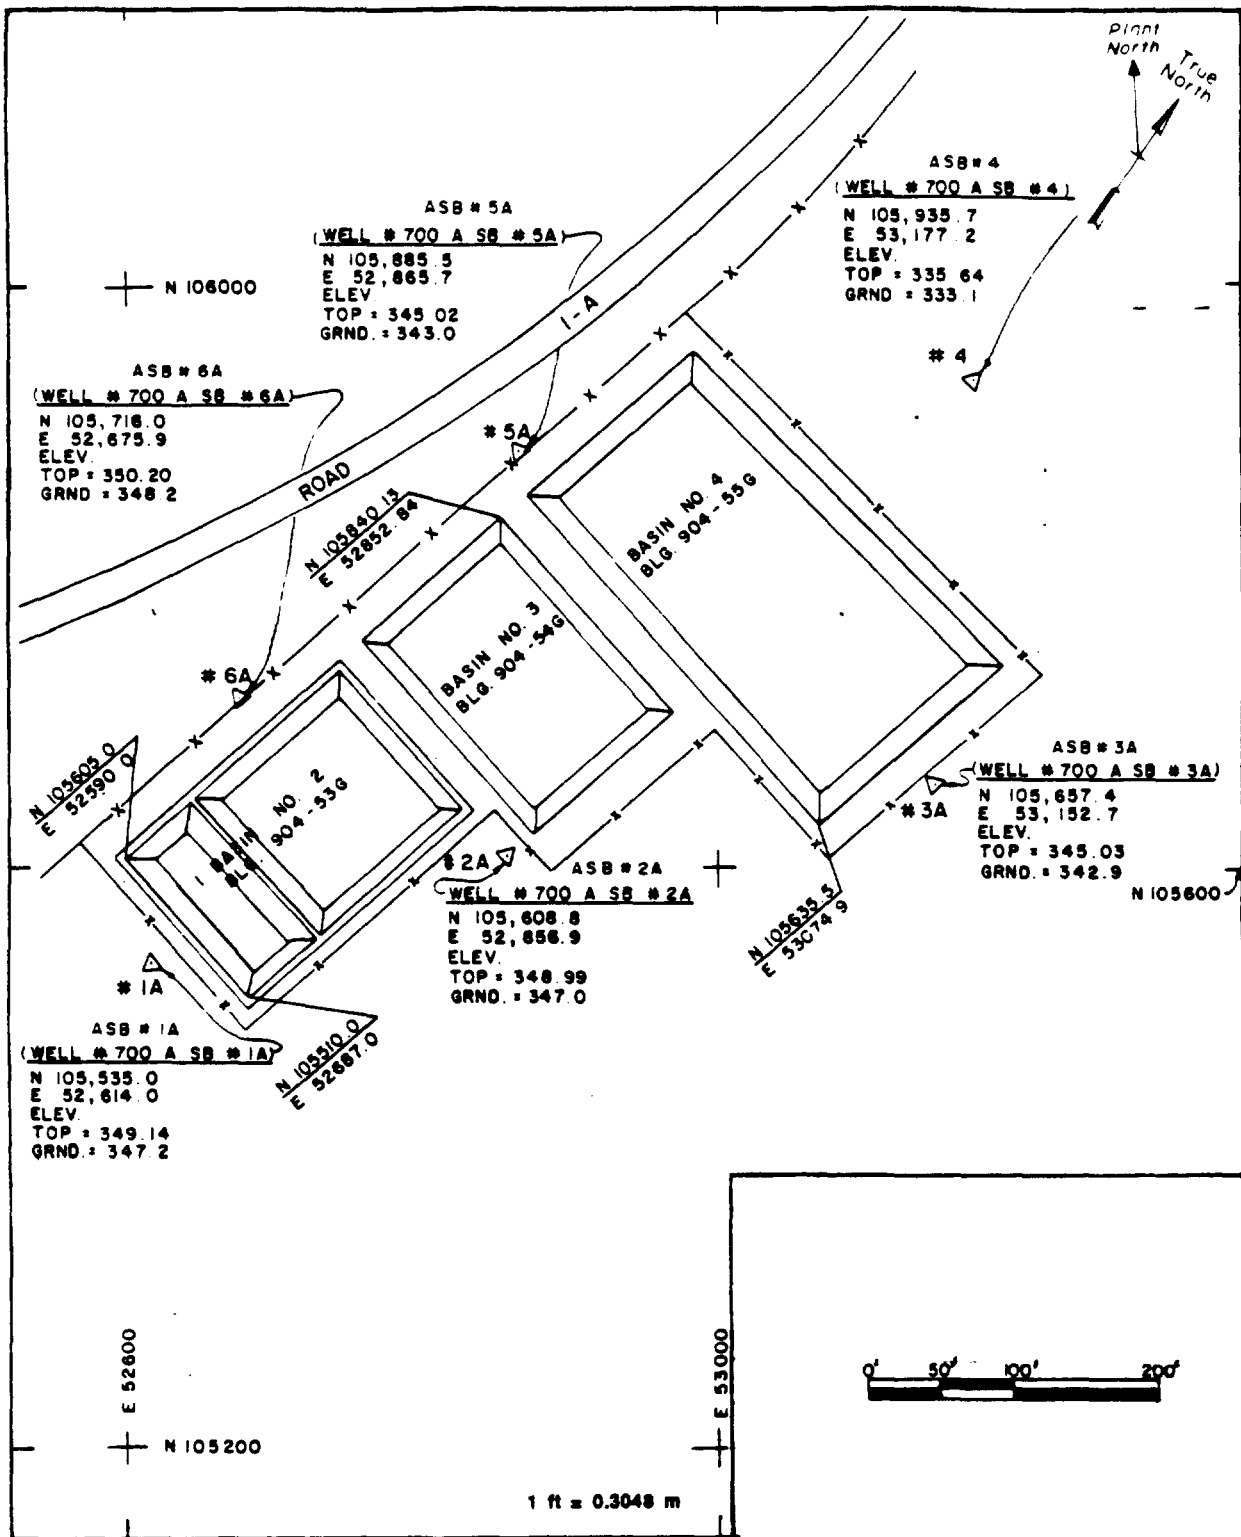 Plant
North
True
North
ASB # 4
(WELL # 700 A SB # 4)
N 105,935.7
E 53,177.2
ELEV.
TOP = 335.64
GRND = 333.1
ASB # 5A
(WELL # 700 A SB # 5A)
N 105,885.5
E 52,865.7
ELEV.
TOP = 345.02
GRND. = 343.0
N 106000
I-A
ROAD
# 4
ASB # 6A
(WELL # 700 A SB # 6A)
N 105,716.0
E 52,675.9
ELEV.
TOP = 350.20
GRND = 348.2
# 5A
N 105840.13
E 52852.84
BASIN NO. 4
BLG. 904-55G
BASIN NO. 3
BLG. 904-54G
# 6A
N 105605.0
E 52590.0
BASIN NO. 2
BLG. 904-53G
1
ASB # 3A
(WELL # 700 A SB # 3A)
N 105,657.4
E 53,152.7
ELEV.
TOP = 345.03
GRND. = 342.9
# 3A
N 105600
# 2A
ASB # 2A
WELL # 700 A SB # 2A
N 105,608.8
E 52,856.9
ELEV.
TOP = 348.99
GRND. = 347.0
N 105635.5
E 53074.9
# 1A
ASB # 1A
(WELL # 700 A SB # 1A)
N 105,535.0
E 52,614.0
ELEV.
TOP = 349.14
GRND. = 347.2
N 105510.0
E 52687.0
E 52600
E 53000
0' 50' 100' 200'
N 105200
1 ft = 0.3048 m